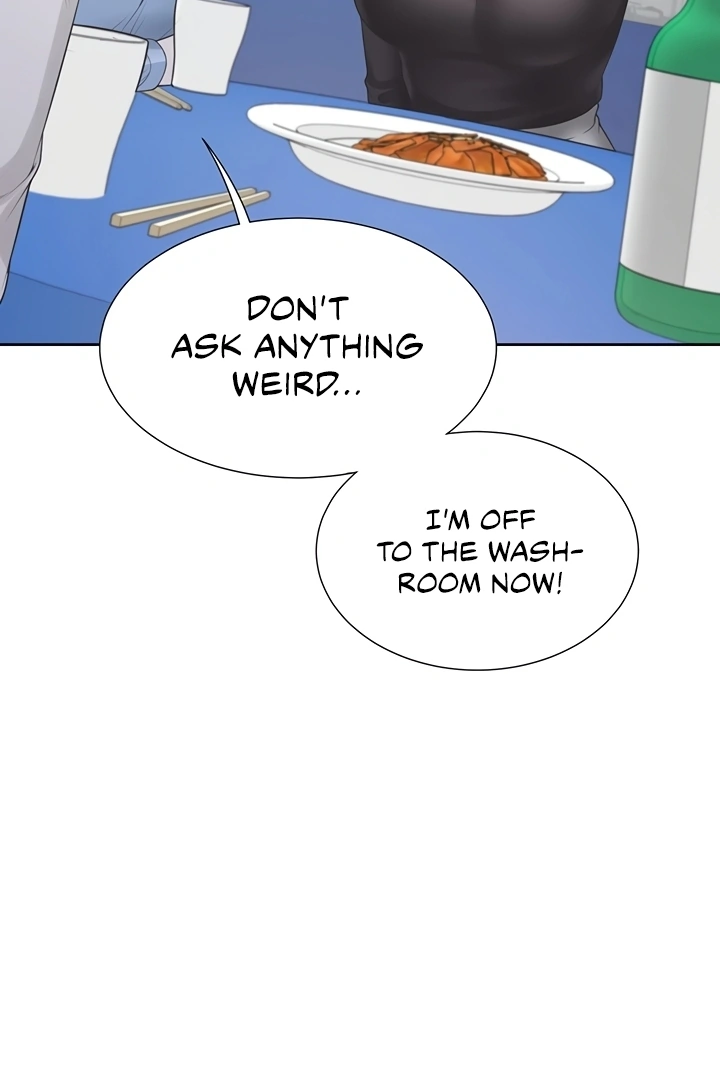 DON'T
ASK ANYTHING
WEIRD...
I'M OFF
TO THE WASH-
ROOM NOW!